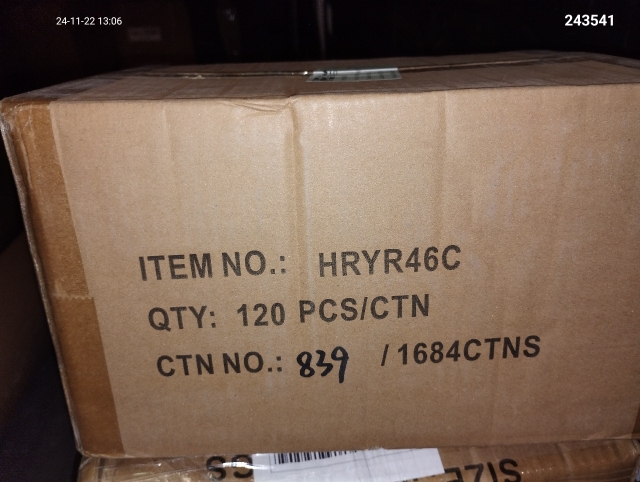 24-11-22 13:06
243541
ITEM NO.: HRYR46C
QTY: 120 PCS/CTN
CTN NO.: 839 / 1684CTNS